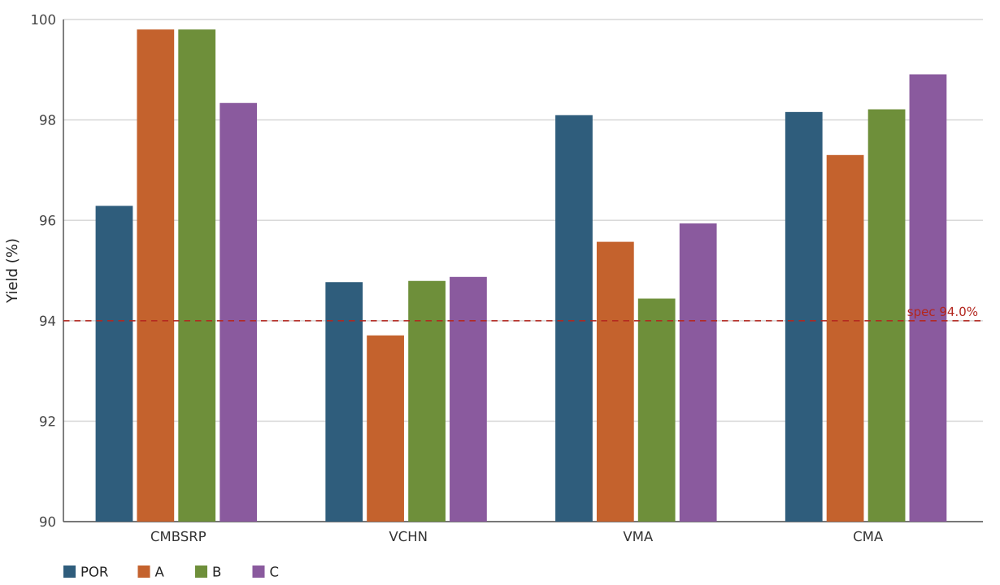 100
98
96
94
92
90
Yield (%)
spec 94.0%
CMBSRP VCHN VMA CMA
POR A B C